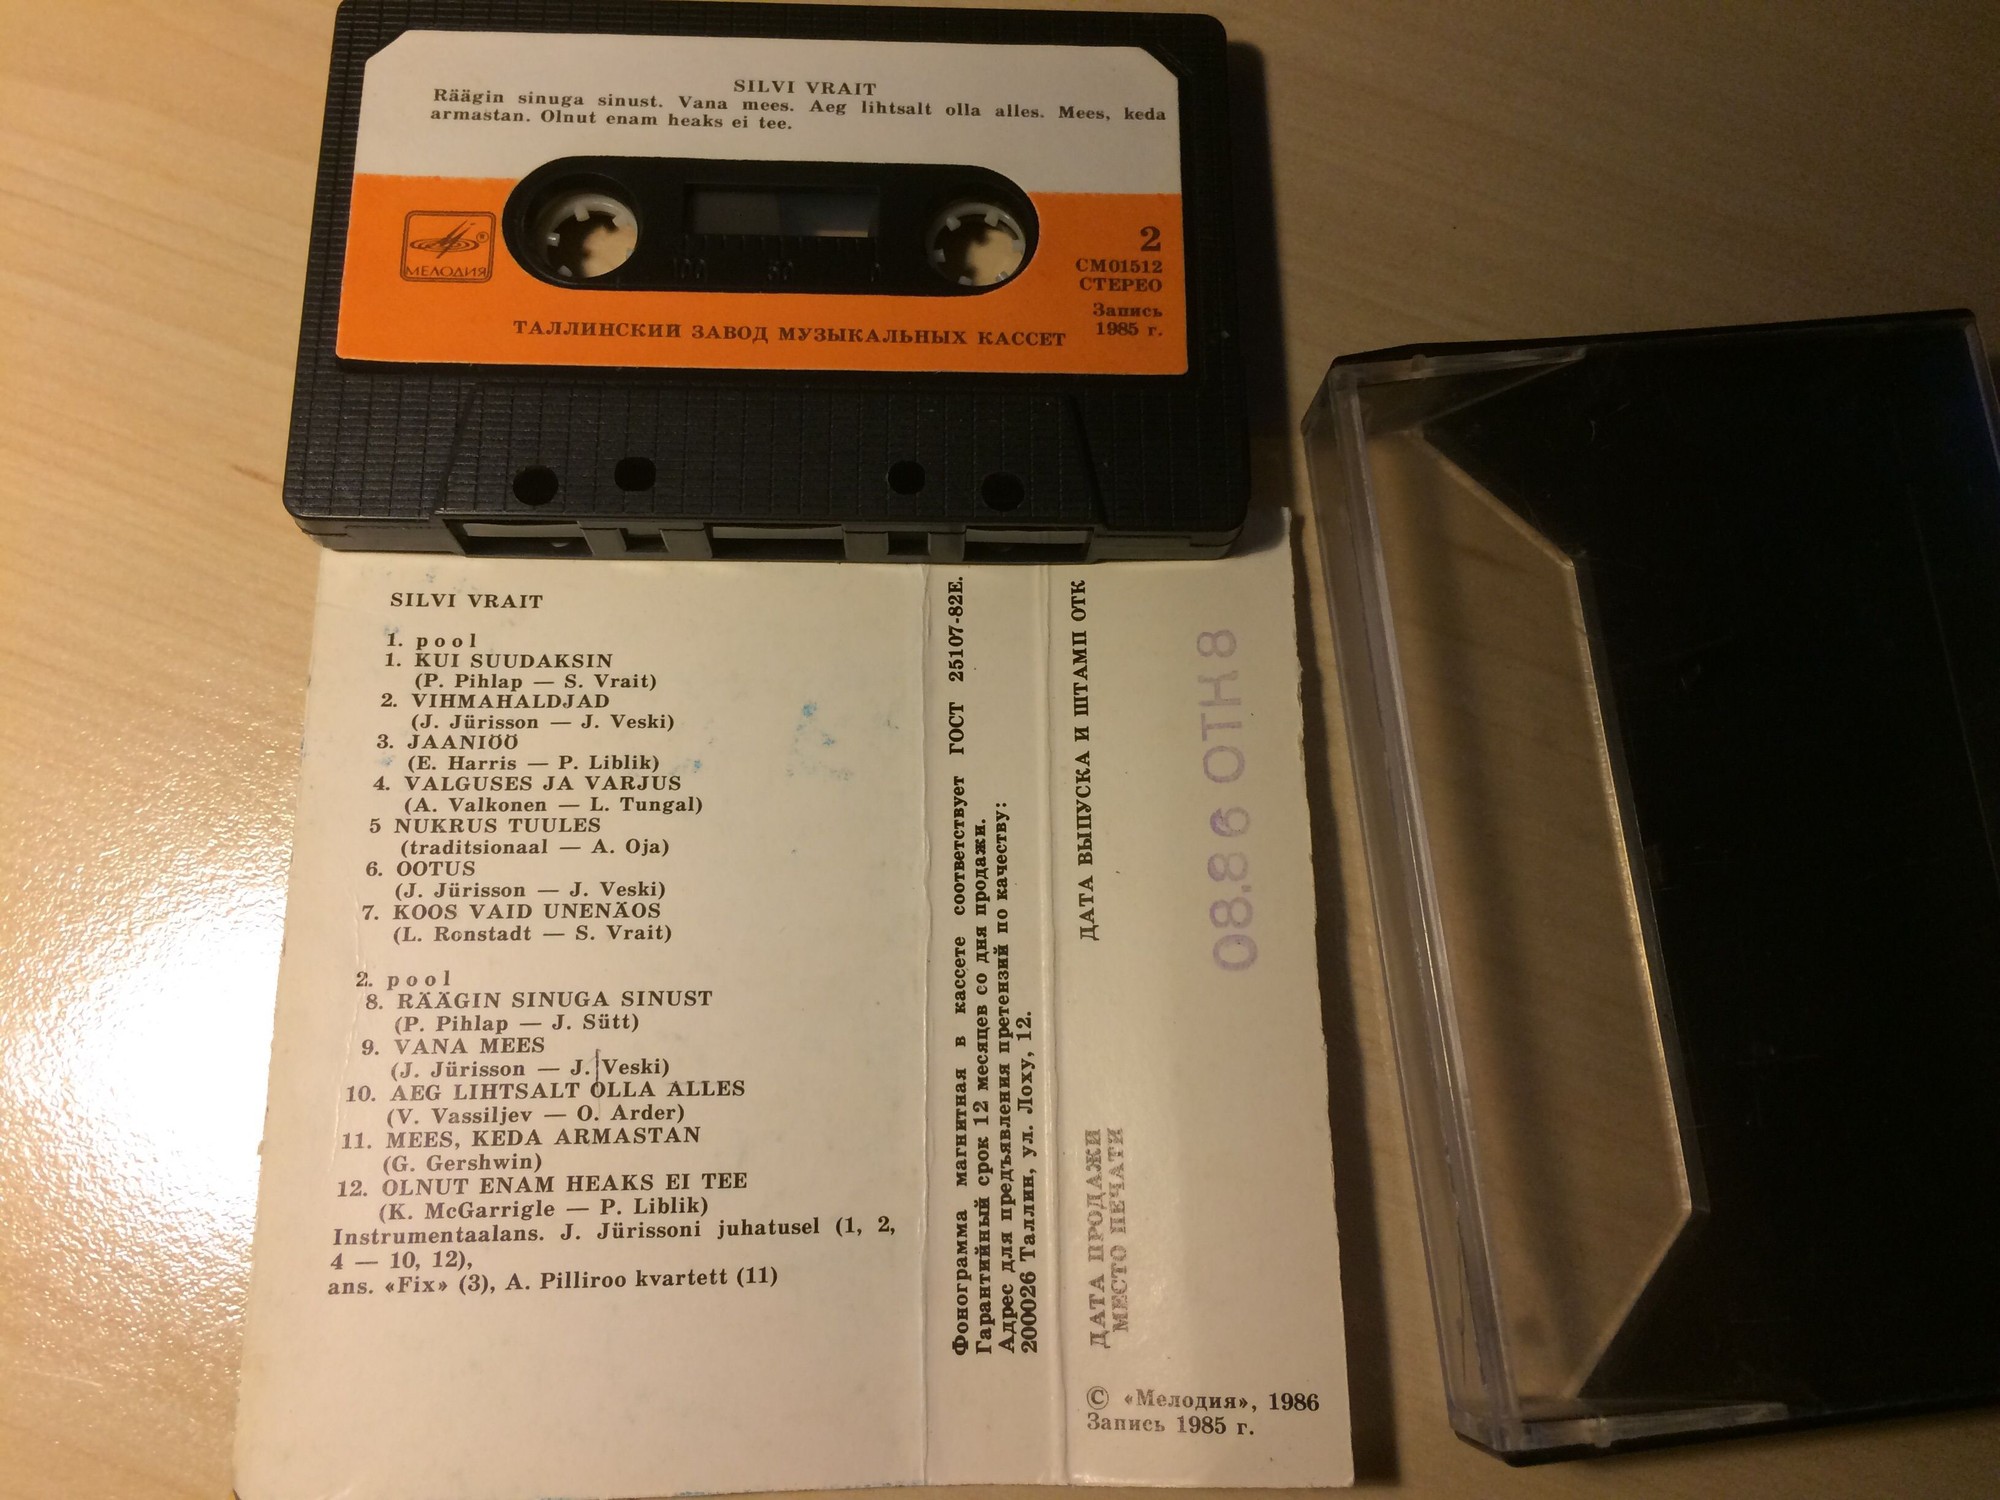 SILVI VRAIT
Räägin sinuga sinust. Vana mees. Aeg lihtsalt olla alles. Mees, keda
armastan. Olnut enam heaks ei tee.
МЕЛОДИЯ
2
СМ01512
СТЕРЕО
Запись
1985 г.
ТАЛЛИНСКИЙ ЗАВОД МУЗЫКАЛЬНЫХ КАССЕТ
100 50 0
SILVI VRAIT
1. pool
1. KUI SUUDAKSIN
(P. Pihlap — S. Vrait)
2. VIHMAHALDJAD
(J. Jürisson — J. Veski)
3. JAANIÖÖ
(E. Harris — P. Liblik)
4. VALGUSES JA VARJUS
(A. Valkonen — L. Tungal)
5 NUKRUS TUULES
(traditsionaal — A. Oja)
6. OOTUS
(J. Jürisson — J. Veski)
7. KOOS VAID UNENÄOS
(L. Ronstadt — S. Vrait)
2. pool
8. RÄÄGIN SINUGA SINUST
(P. Pihlap — J. Sütt)
9. VANA MEES
(J. Jürisson — J. Veski)
10. AEG LIHTSALT OLLA ALLES
(V. Vassiljev — O. Arder)
11. MEES, KEDA ARMASTAN
(G. Gershwin)
12. OLNUT ENAM HEAKS EI TEE
(K. McGarrigle — P. Liblik)
Instrumentaalans. J. Jürissoni juhatusel (1, 2,
4 — 10, 12),
ans. «Fix» (3), A. Pilliroo kvartett (11)
Фонограмма магнитная в кассете соответствует ГОСТ 25107-82Е.
Гарантийный срок 12 месяцев со дня продажи.
Адрес для предъявления претензий по качеству:
200026 Таллин, ул. Лоху, 12.
ДАТА ВЫПУСКА И ШТАМП ОТК
08.86 ОТН8
ДАТА ПРОДАЖИ
МЕСТО ПЕЧАТИ
© «Мелодия», 1986
Запись 1985 г.